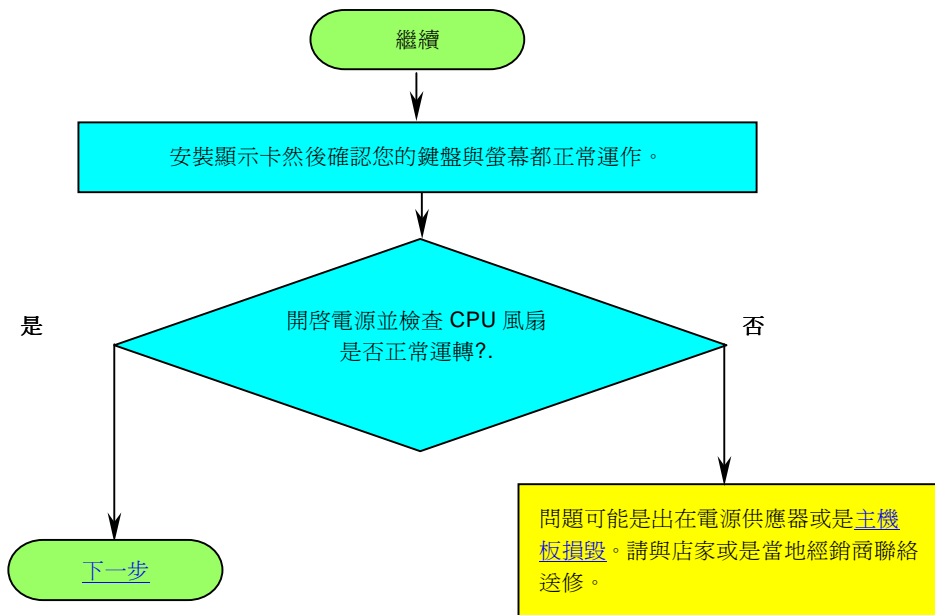 繼續
安裝顯示卡然後確認您的鍵盤與螢幕都正常運作。
開啓電源並檢查 CPU 風扇
是否正常運轉?.
是
否
問題可能是出在電源供應器或是主機
板損毀。請與店家或是當地經銷商聯絡
送修。
下一步